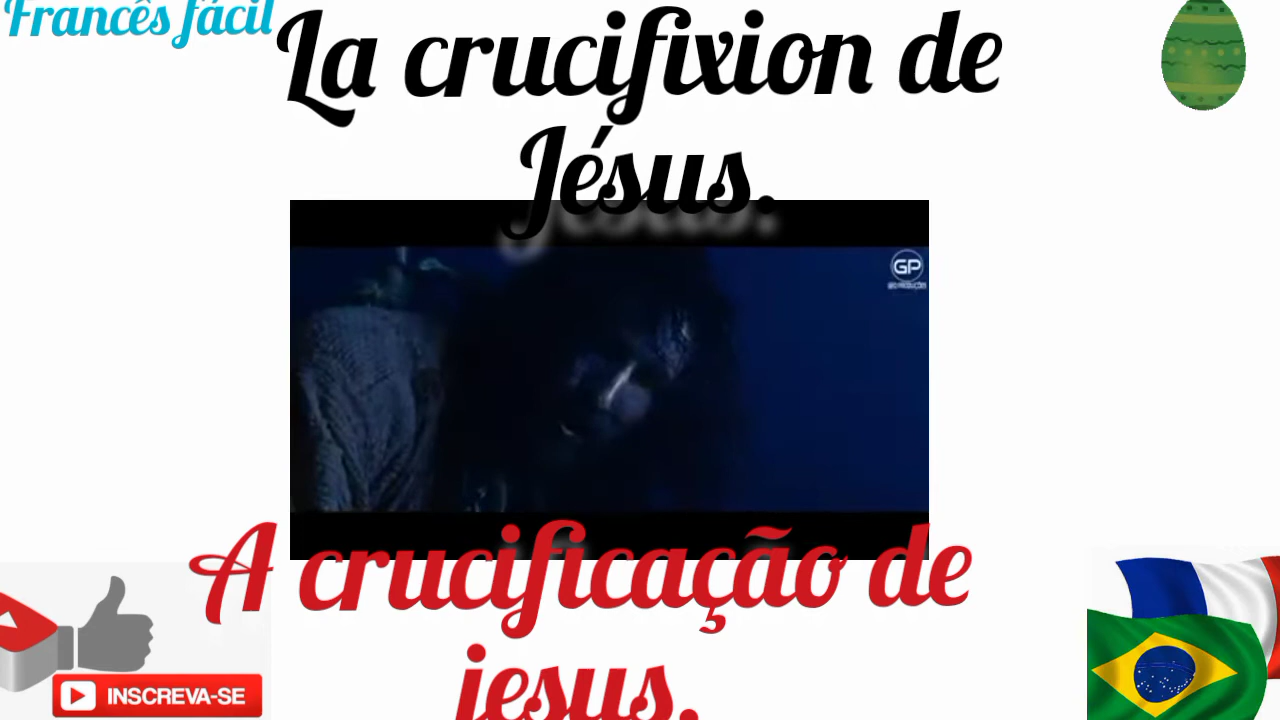 Francês fácil
La crucifixion de
Jésus.
GP
A crucificação de
jesus.
INSCREVA-SE